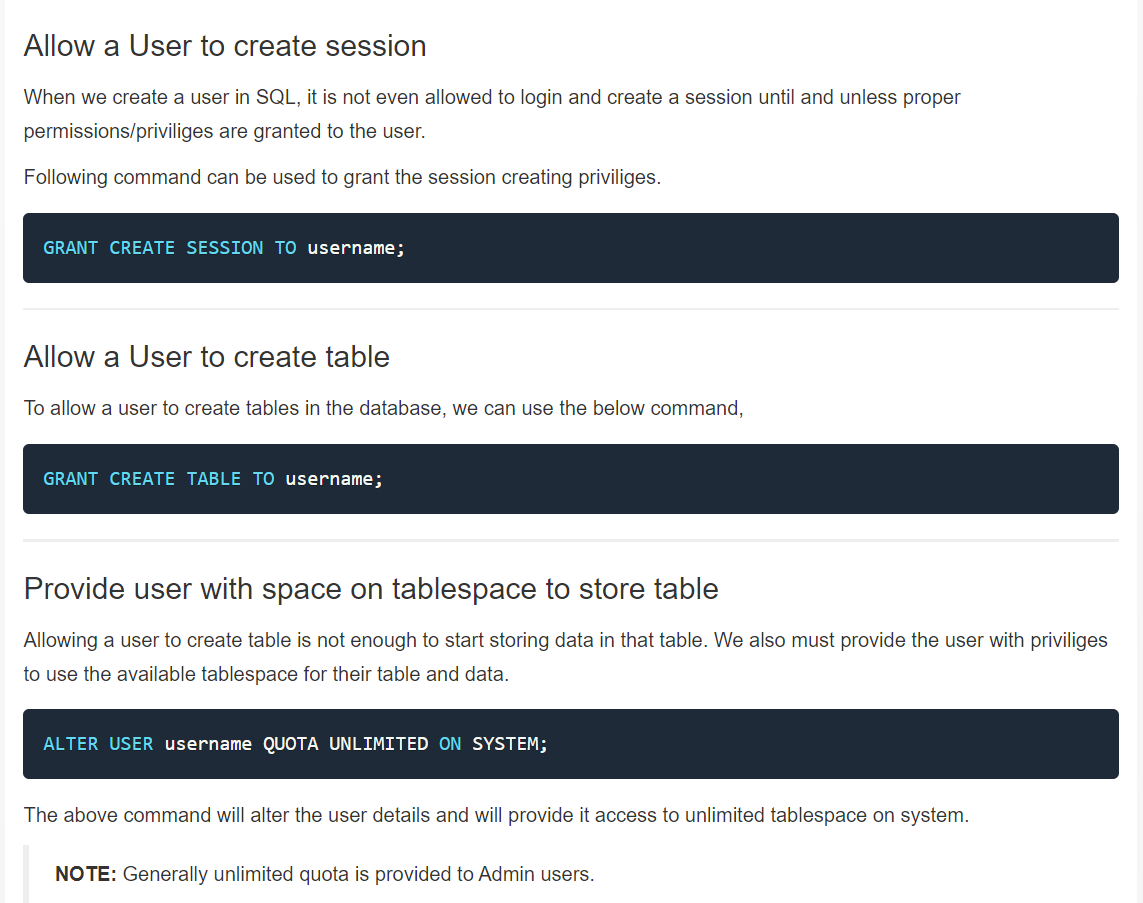 Allow a User to create session
When we create a user in SQL, it is not even allowed to login and create a session until and unless proper
permissions/priviliges are granted to the user.
Following command can be used to grant the session creating priviliges.
GRANT CREATE SESSION TO username;
Allow a User to create table
To allow a user to create tables in the database, we can use the below command,
GRANT CREATE TABLE TO username;
Provide user with space on tablespace to store table
Allowing a user to create table is not enough to start storing data in that table. We also must provide the user with priviliges
to use the available tablespace for their table and data.
ALTER USER username QUOTA UNLIMITED ON SYSTEM;
The above command will alter the user details and will provide it access to unlimited tablespace on system.
NOTE: Generally unlimited quota is provided to Admin users.